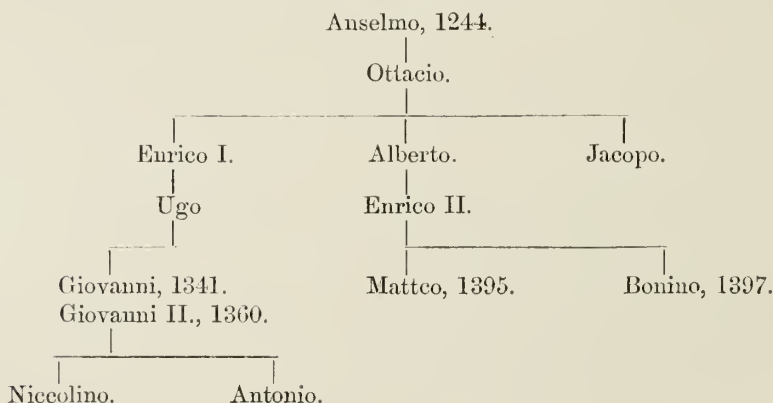 Anselmo, 1244.
Ottacio.
Enrico I. Alberto. Jacopo.
Ugo Enrico II.
Giovanni, 1341. Matteo, 1395. Bonino, 1397.
Giovanni II., 1360.
Niccolino. Antonio.